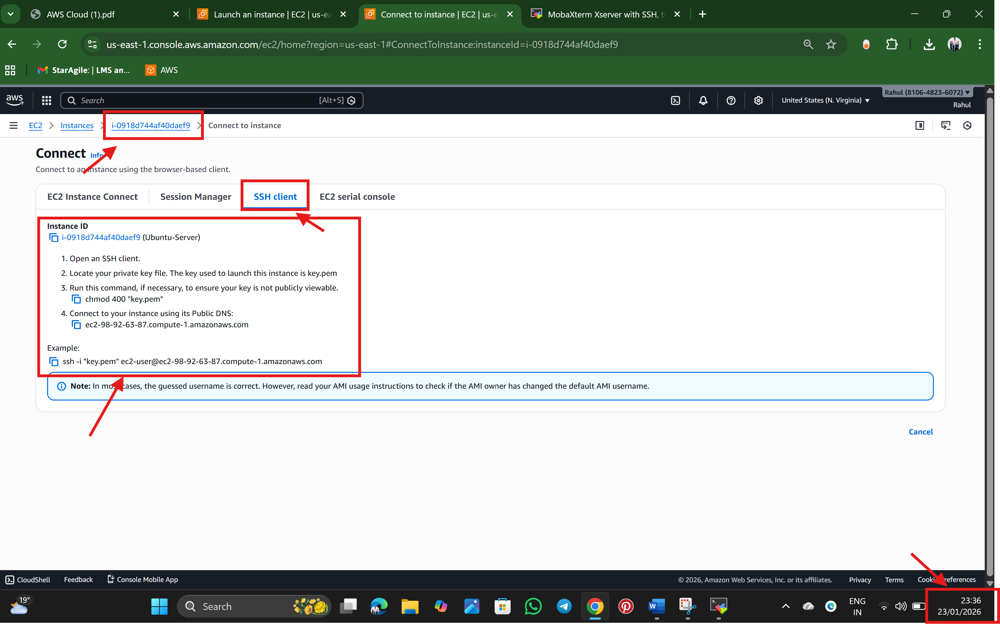 AWS Cloud (1).pdf
Launch an instance | EC2 | us-ea
Connect to instance | EC2 | us-e
MobaXterm Xserver with SSH, t
us-east-1.console.aws.amazon.com/ec2/home?region=us-east-1#ConnectToInstance:instanceId=i-0918d744af40daef9
StarAgile: | LMS an...
AWS
aws
Search
[Alt+S]
United States (N. Virginia)
Rahul (8106-4823-6072)
Rahul
EC2
Instances
i-0918d744af40daef9
Connect to instance
Connect Info
Connect to an instance using the browser-based client.
EC2 Instance Connect
Session Manager
SSH client
EC2 serial console
Instance ID
i-0918d744af40daef9 (Ubuntu-Server)
1. Open an SSH client.
2. Locate your private key file. The key used to launch this instance is key.pem
3. Run this command, if necessary, to ensure your key is not publicly viewable.
chmod 400 "key.pem"
4. Connect to your instance using its Public DNS:
ec2-98-92-63-87.compute-1.amazonaws.com
Example:
ssh -i "key.pem" ec2-user@ec2-98-92-63-87.compute-1.amazonaws.com
Note: In most cases, the guessed username is correct. However, read your AMI usage instructions to check if the AMI owner has changed the default AMI username.
Cancel
CloudShell
Feedback
Console Mobile App
© 2026, Amazon Web Services, Inc. or its affiliates.
Privacy
Terms
Cookie preferences
19°
Search
ENG
IN
23:36
23/01/2026